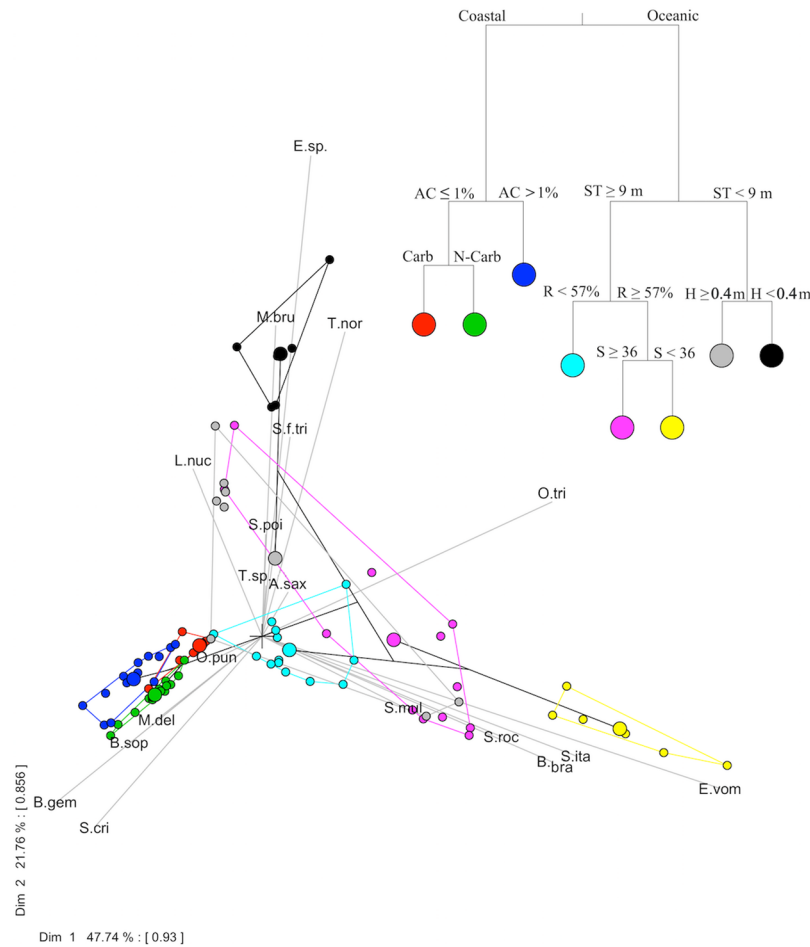 Coastal Oceanic
E.sp.
AC ≤ 1% AC >1% ST ≥ 9 m ST < 9 m
Carb N-Carb
R < 57% R ≥ 57% H ≥0.4m H <0.4m
M.bru
T.nor
S ≥ 36 S < 36
S.f.tri
L.nuc
O.tri
S.poi
T.sp.
A.sax
O.pun
S.mul
M.del
S.roc
B.sop
S.ita
B.bra
E.vom
B.gem
S.cri
Dim 2 21.76 % : [ 0.856 ]
Dim 1 47.74 % : [ 0.93 ]